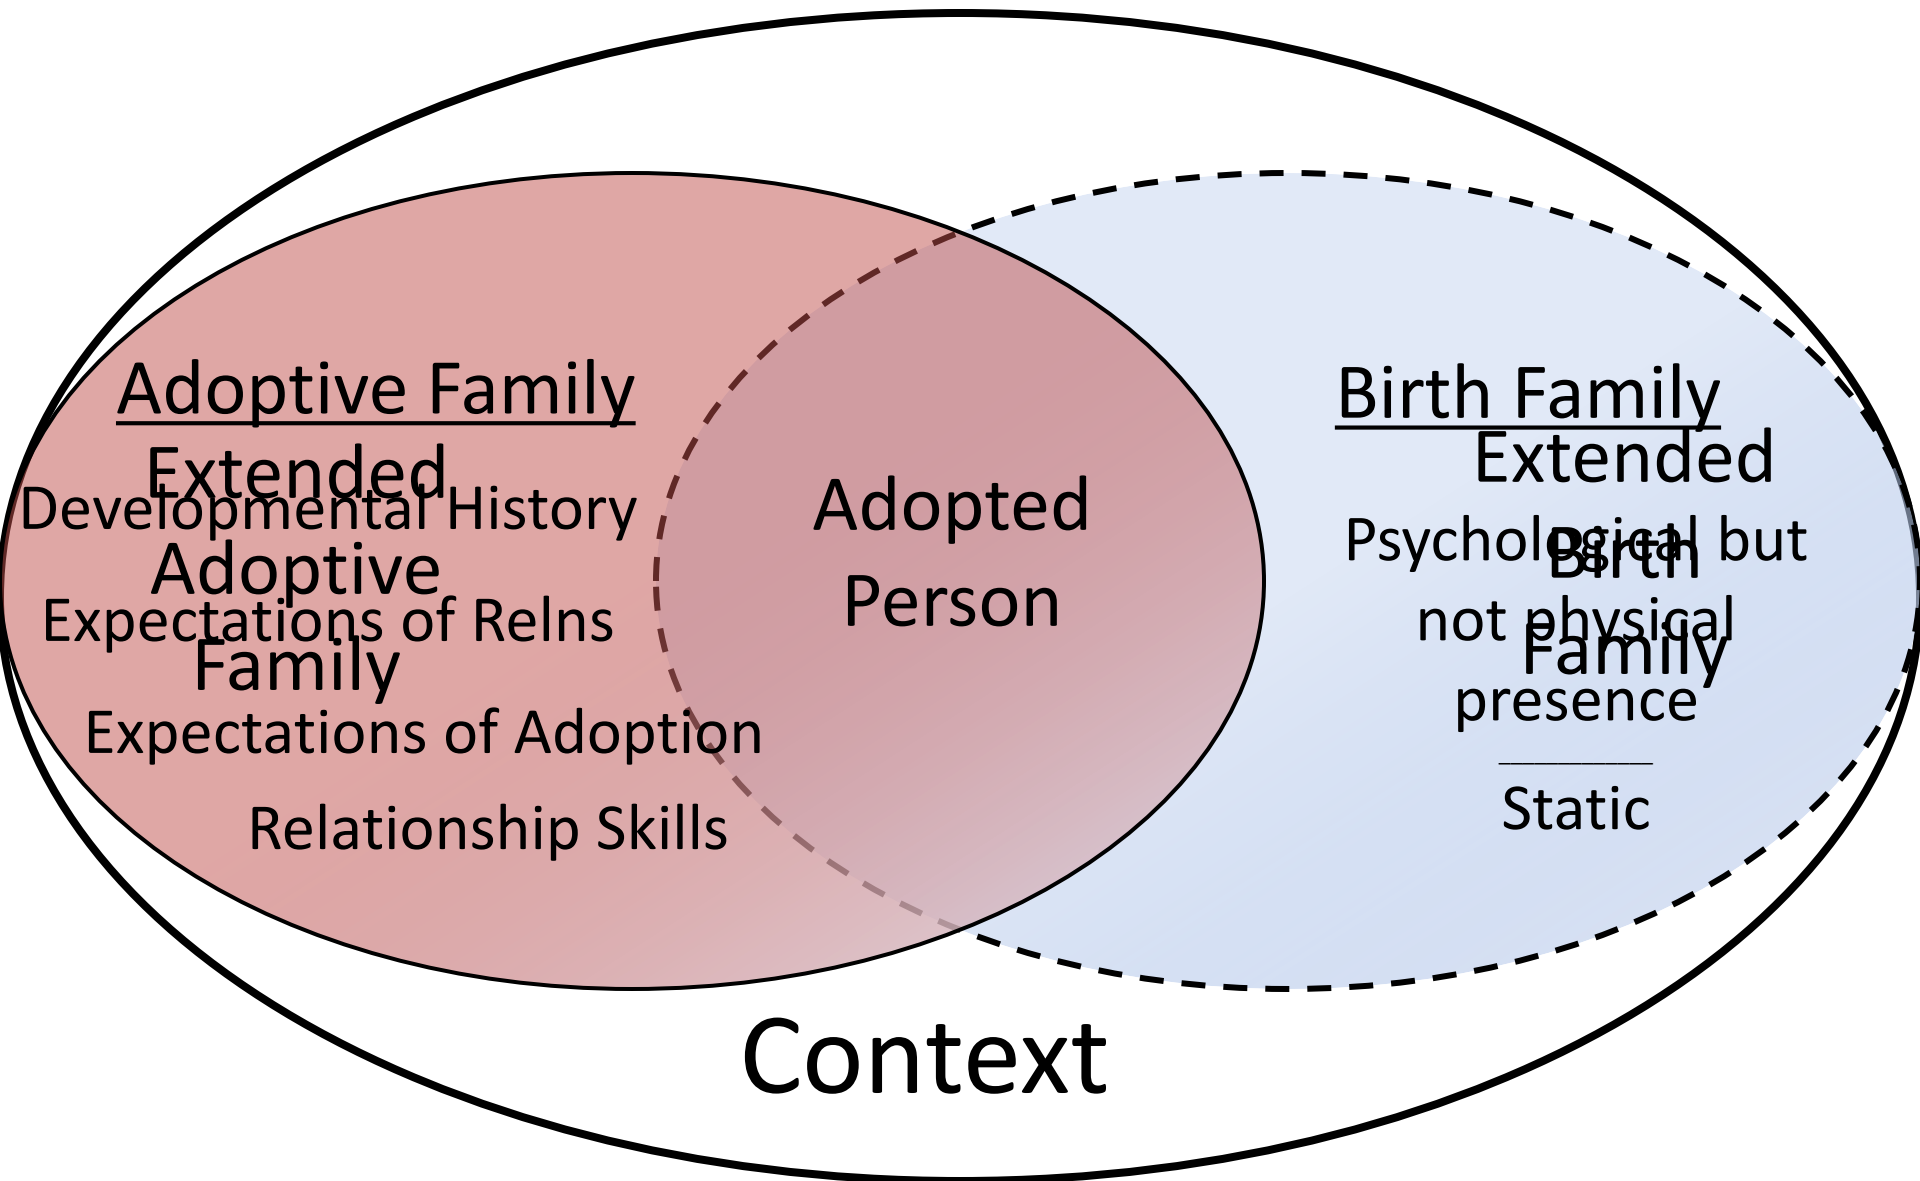 Adoptive Family
Extended
Developmental History
Adoptive
Expectations of Relns
Family
Expectations of Adoption
Relationship Skills
Adopted
Person
Birth Family
Extended
Psychological but
Birth
not physical
Family
presence
Static
Context